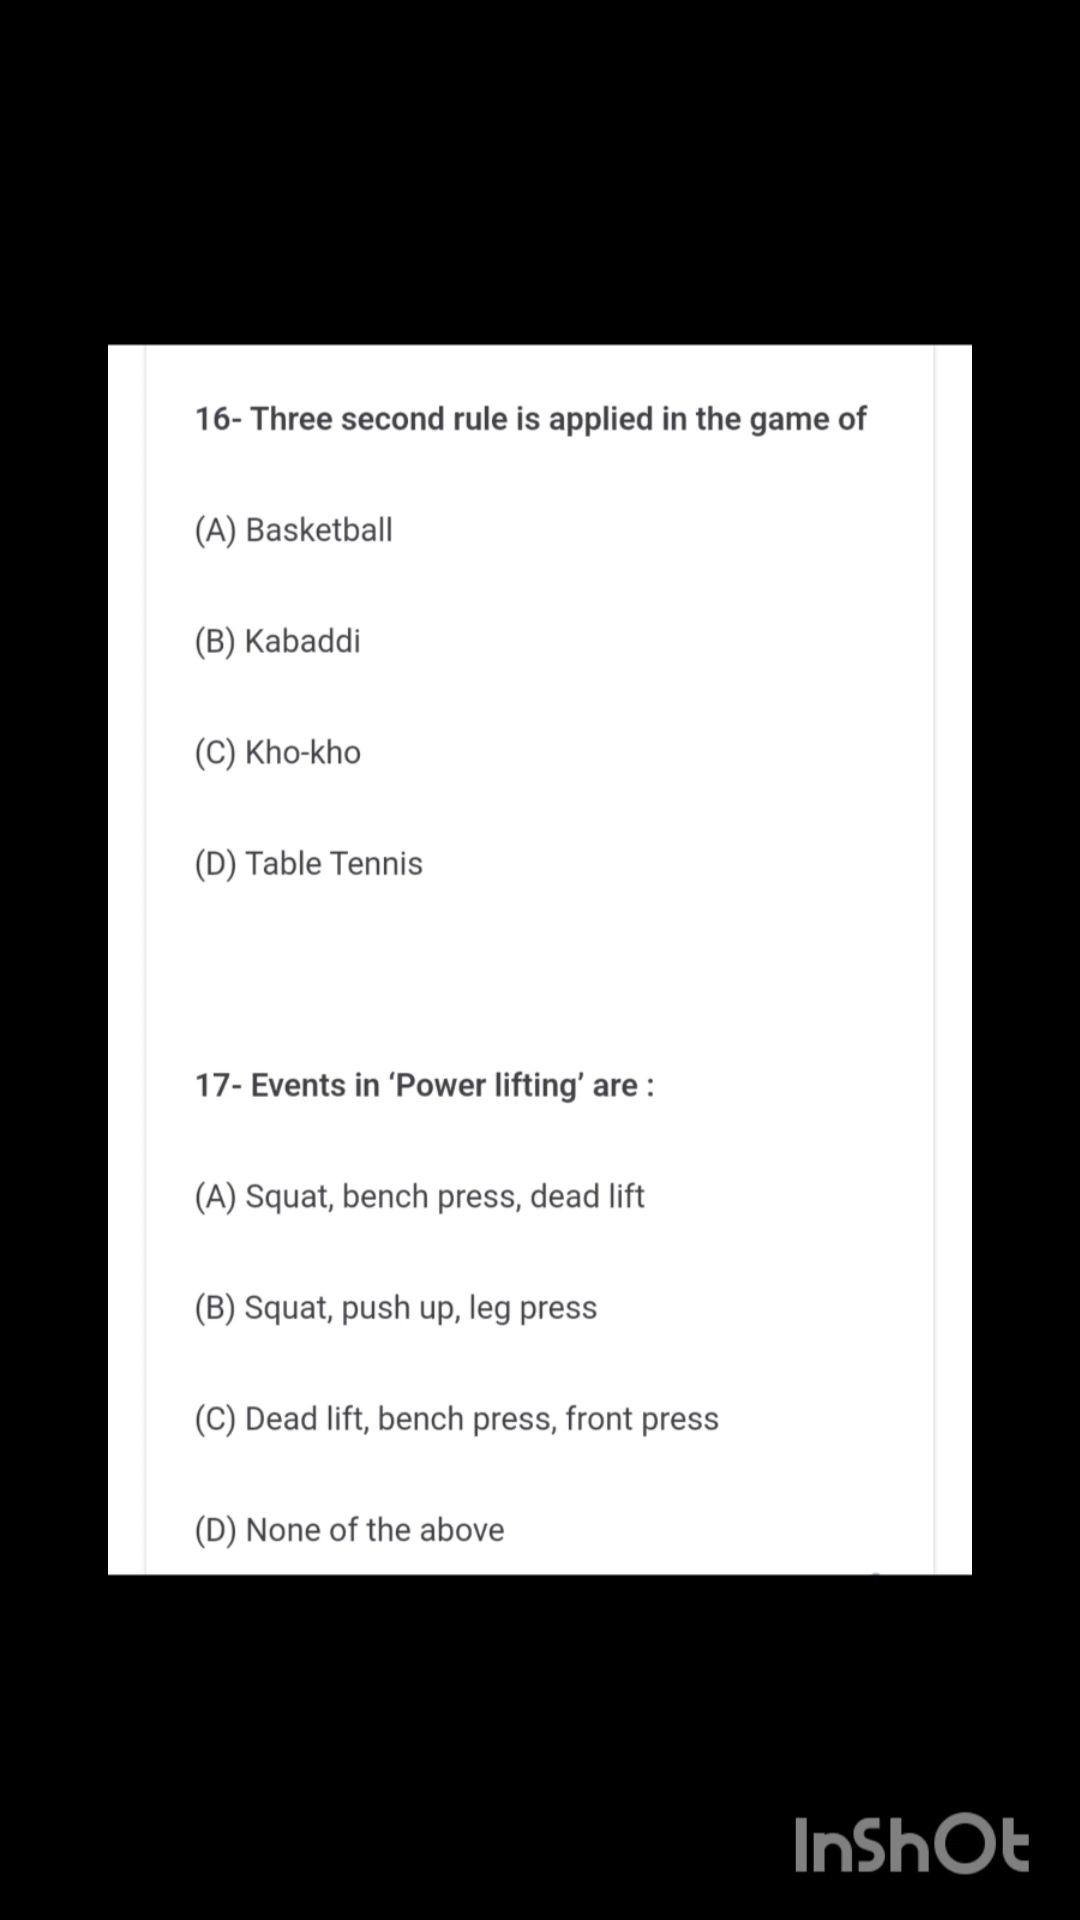 16- Three second rule is applied in the game of
(A) Basketball
(B) Kabaddi
(C) Kho-kho
(D) Table Tennis
17- Events in ‘Power lifting’ are :
(A) Squat, bench press, dead lift
(B) Squat, push up, leg press
(C) Dead lift, bench press, front press
(D) None of the above
InShOt